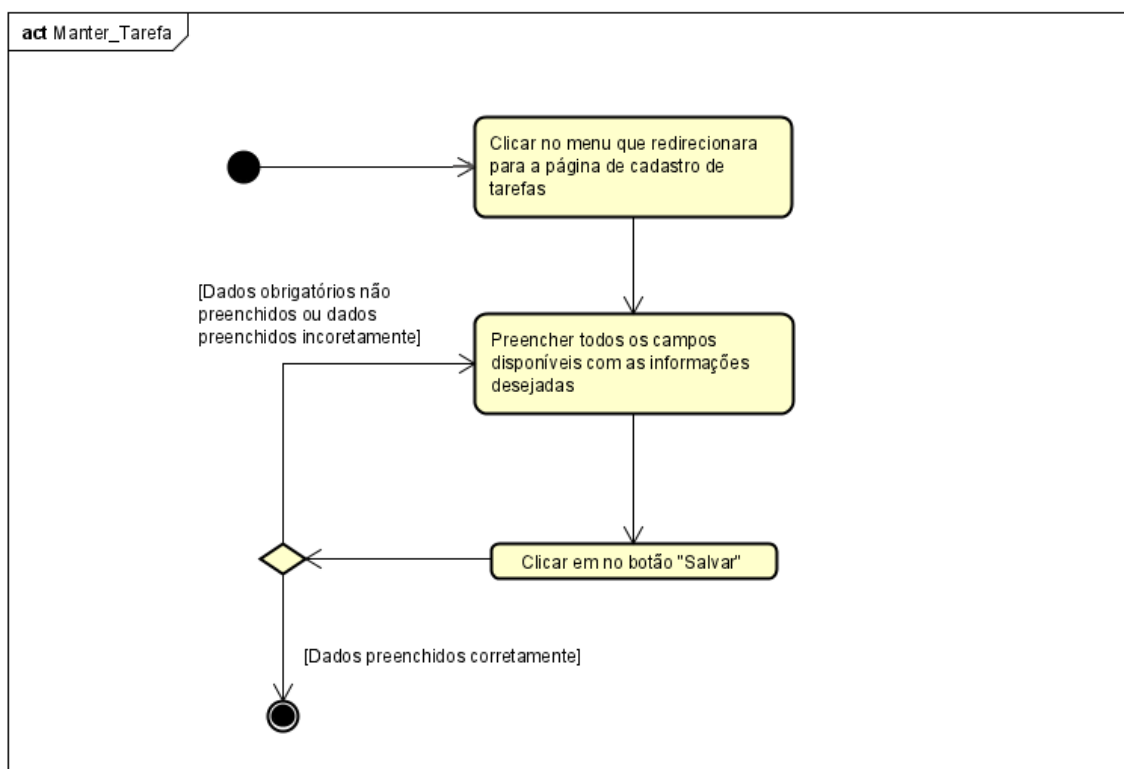 act Manter_Tarefa
Clicar no menu que redirecionara
para a página de cadastro de
tarefas
[Dados obrigatórios não
preenchidos ou dados
preenchidos incoretamente]
Preencher todos os campos
disponíveis com as informações
desejadas
Clicar em no botão "Salvar"
[Dados preenchidos corretamente]